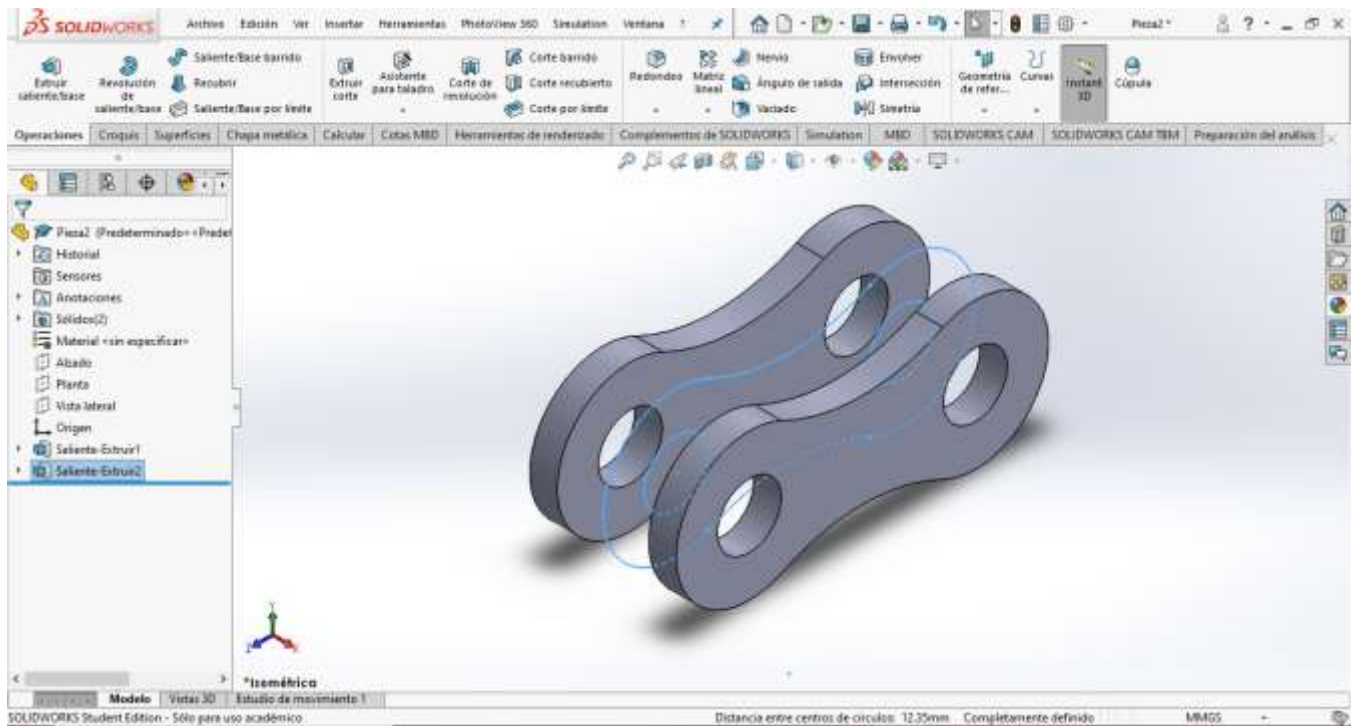 SOLIDWORKS Archivo Edición Ver Insertar Herramientas PhotoView 360 Simulation Ventana ? Pieza2 * ?
Extruir saliente/base
Revolución de saliente/base
Saliente/Base barrido
Recubrir
Saliente/Base por límite
Extruir corte
Asistente para taladro
Corte de revolución
Corte barrido
Corte recubierto
Corte por límite
Redondeo
Matriz lineal
Nervio
Ángulo de salida
Vaciado
Envolver
Intersección
Simetría
Geometría de refer...
Curvas
Instant 3D
Cúpula
Operaciones Croquis Superficies Chapa metálica Calcular Cotas MBD Herramientas de renderizado Complementos de SOLIDWORKS Simulation MBD SOLIDWORKS CAM SOLIDWORKS CAM TBM Preparación del análisis
Pieza2 (Predeterminado<<Predet
Historial
Sensores
Anotaciones
Sólidos(2)
Material <sin especificar>
Alzado
Planta
Vista lateral
Origen
Saliente-Extruir1
Saliente-Extruir2
Y
*Isométrica
Modelo Vistas 3D Estudio de movimiento 1
SOLIDWORKS Student Edition - Sólo para uso académico Distancia entre centros de círculos: 12.35mm Completamente definido MMGS